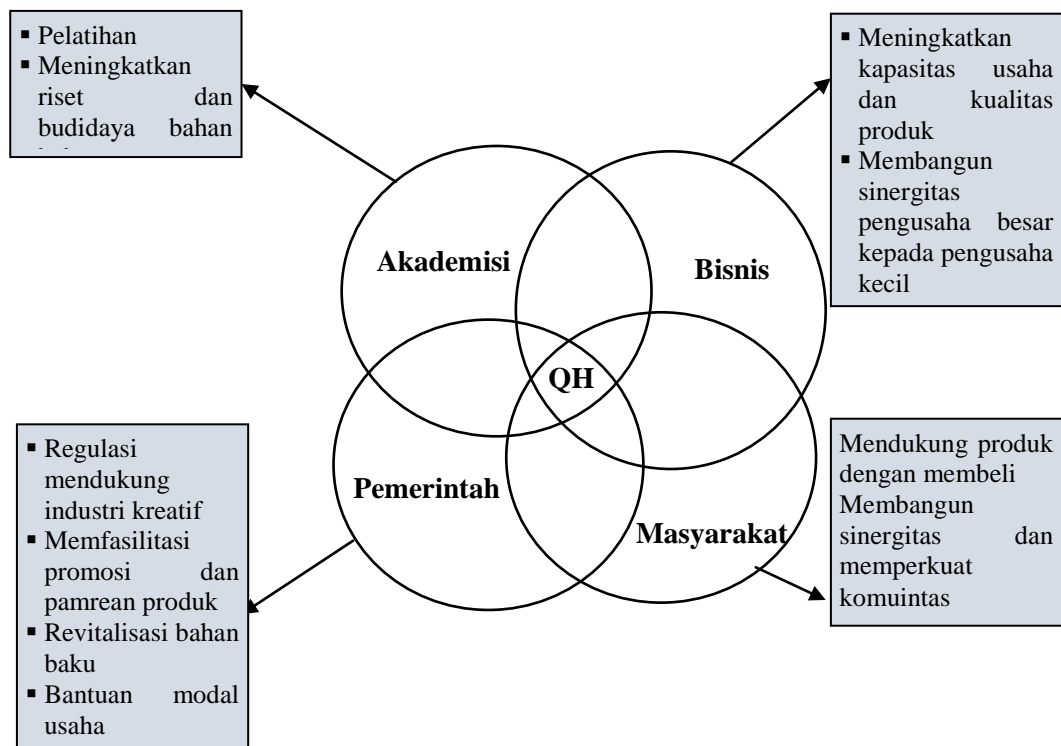 ▪ Pelatihan
▪ Meningkatkan
riset dan
budidaya bahan
▪ Meningkatkan
kapasitas usaha
dan kualitas
produk
▪ Membangun
sinergitas
pengusaha besar
kepada pengusaha
kecil
Akademisi
Bisnis
QH
Pemerintah
Masyarakat
▪ Regulasi
mendukung
industri kreatif
▪ Memfasilitasi
promosi dan
pamrean produk
▪ Revitalisasi bahan
baku
▪ Bantuan modal
usaha
Mendukung produk
dengan membeli
Membangun
sinergitas dan
memperkuat
komuintas